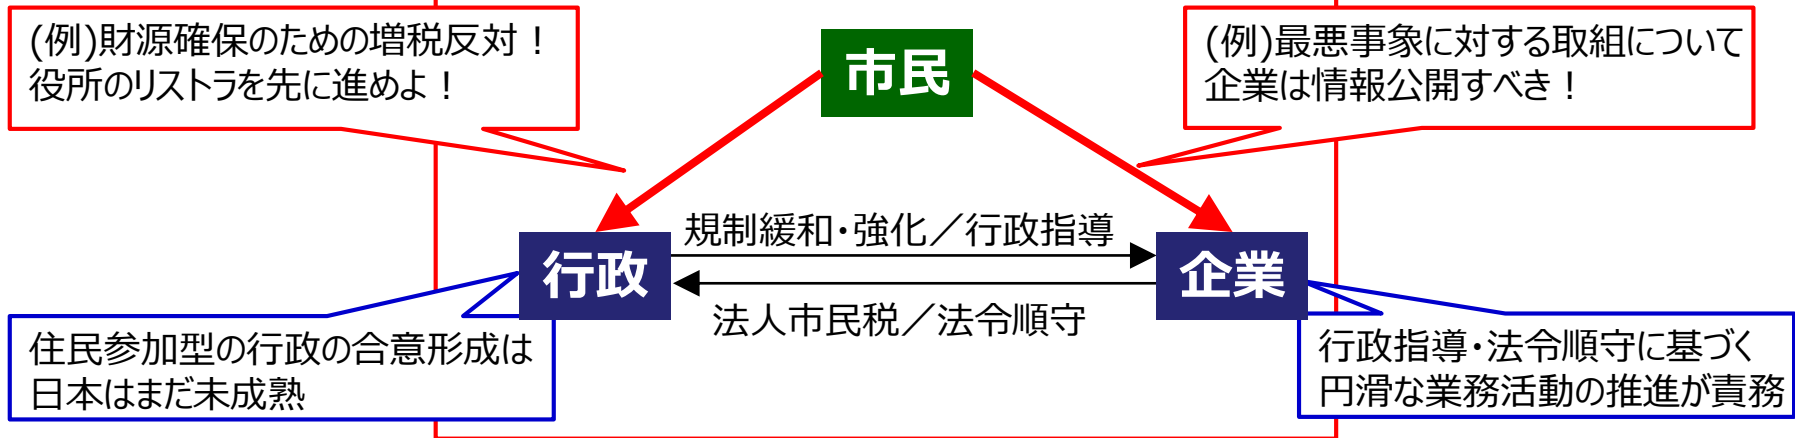 (例)財源確保のための増税反対！
役所のリストラを先に進めよ！
市民
(例)最悪事象に対する取組について
企業は情報公開すべき！
規制緩和・強化／行政指導
行政
企業
法人市民税／法令順守
住民参加型の行政の合意形成は
日本はまだ未成熟
行政指導・法令順守に基づく
円滑な業務活動の推進が責務